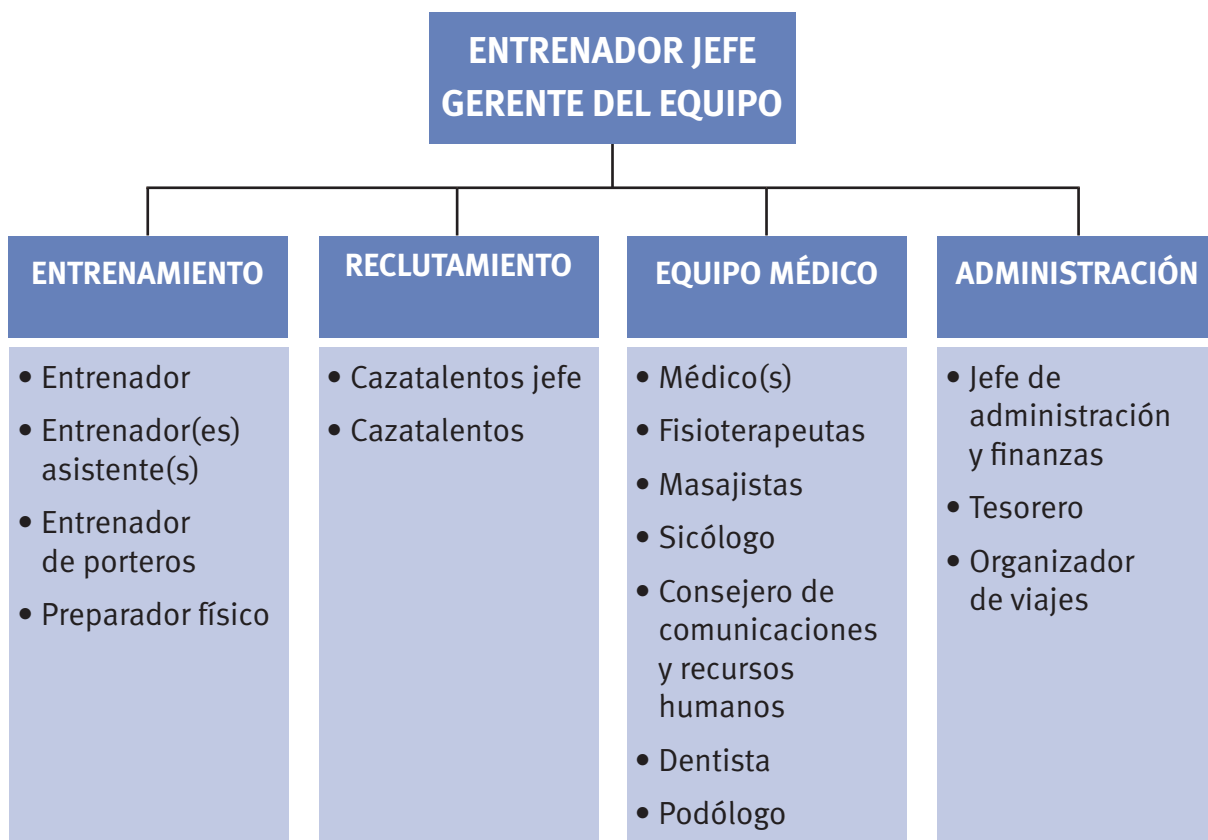 ENTRENADOR JEFE
GERENTE DEL EQUIPO
ENTRENAMIENTO
• Entrenador
• Entrenador(es)
asistente(s)
• Entrenador
de porteros
• Preparador físico
RECLUTAMIENTO
• Cazatalentos jefe
• Cazatalentos
EQUIPO MÉDICO
• Médico(s)
• Fisioterapeutas
• Masajistas
• Sicólogo
• Consejero de
comunicaciones
y recursos
humanos
• Dentista
• Podólogo
ADMINISTRACIÓN
• Jefe de
administración
y finanzas
• Tesorero
• Organizador
de viajes